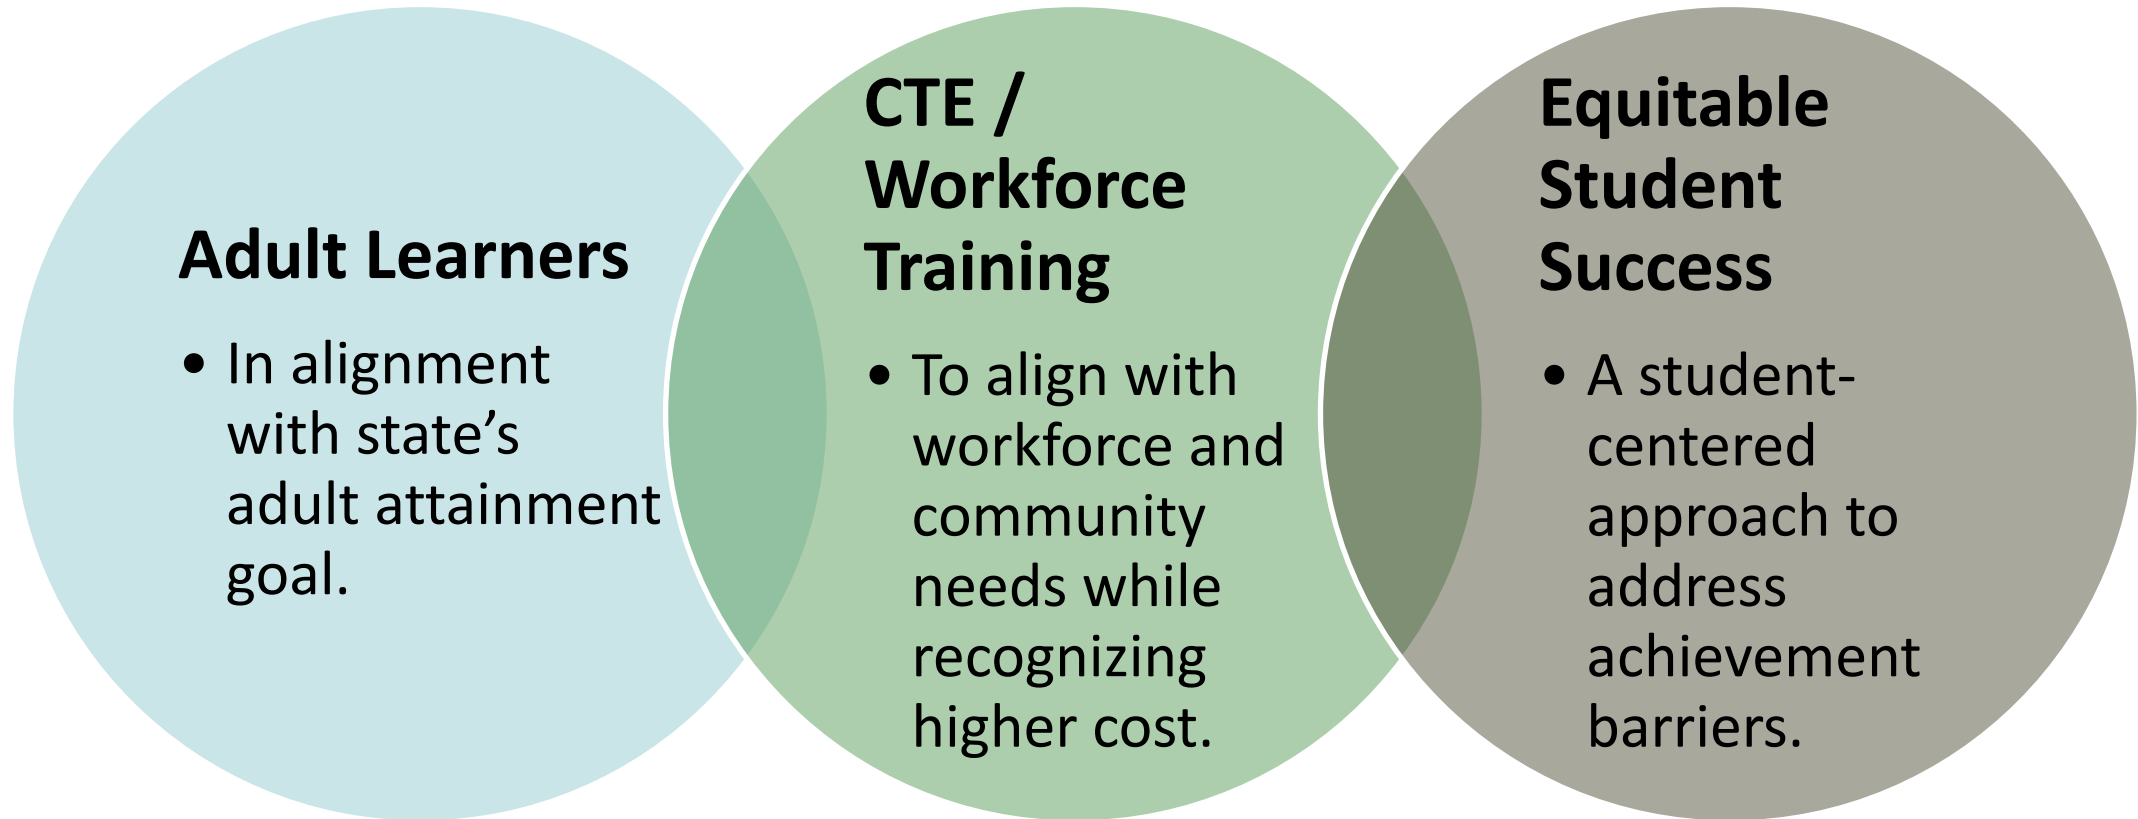 Adult Learners
• In alignment
with state’s
adult attainment
goal.
CTE /
Workforce
Training
• To align with
workforce and
community
needs while
recognizing
higher cost.
Equitable
Student
Success
• A student-
centered
approach to
address
achievement
barriers.